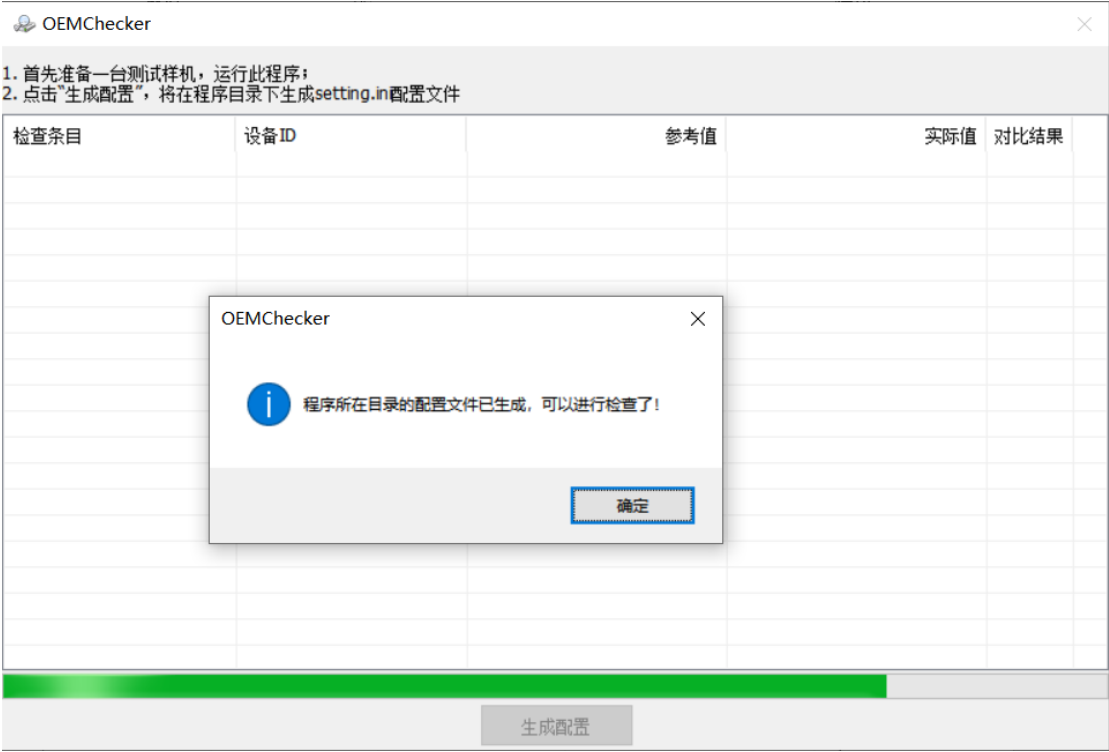 OEMChecker
1. 首先准备一台测试样机，运行此程序；
2. 点击“生成配置”，将在程序目录下生成setting.in配置文件
检查条目 设备ID 参考值 实际值 对比结果
OEMChecker
程序所在目录的配置文件已生成，可以进行检查了！
确定
生成配置